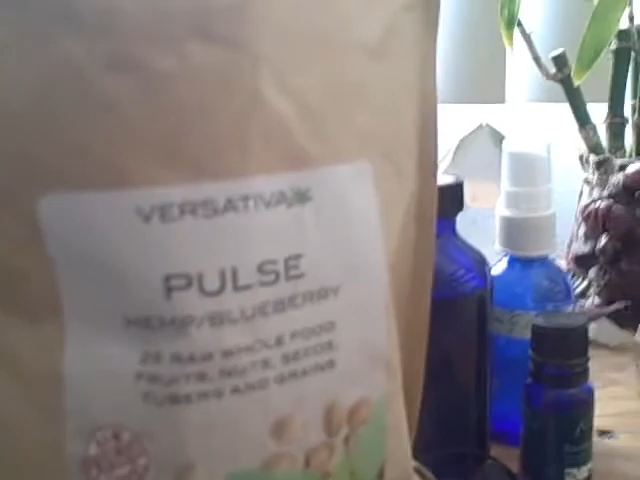 VERSATIVA
PULSE
HEMP/BLUEBERRY
25 RAW WHOLE FOOD
FRUITS, NUTS, SEEDS,
TUBERS AND GRAINS